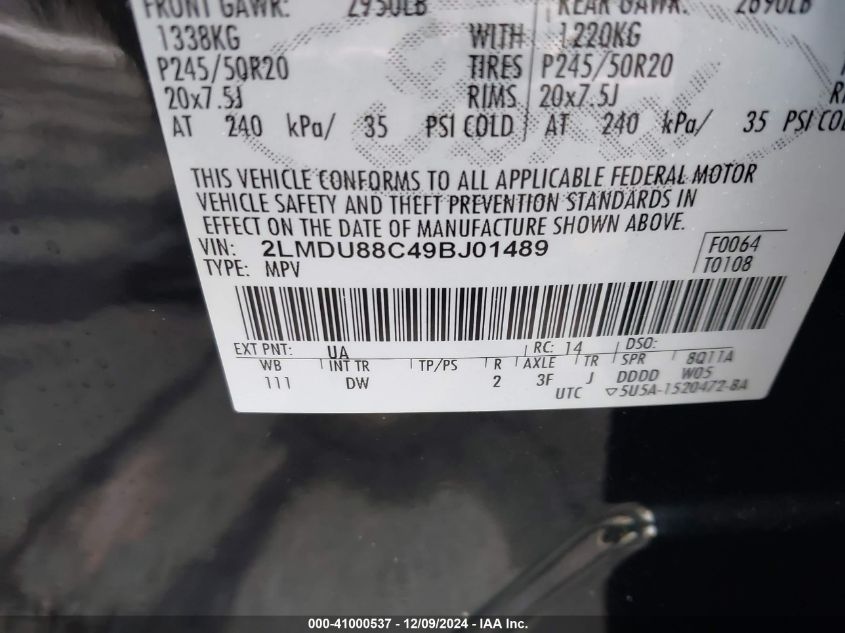 FRONT GAWR: 2950LB REAR GAWR: 2690LB
1338KG WITH 1220KG
P245/50R20 TIRES P245/50R20
20x7.5J RIMS 20x7.5J
AT 240 kPa/ 35 PSI COLD AT 240 kPa/ 35 PSI COL
THIS VEHICLE CONFORMS TO ALL APPLICABLE FEDERAL MOTOR
VEHICLE SAFETY AND THEFT PREVENTION STANDARDS IN
EFFECT ON THE DATE OF MANUFACTURE SHOWN ABOVE.
VIN: 2LMDU88C49BJ01489 F0064
TYPE: MPV T0108
EXT PNT: UA RC: 14 DSO:
WB INT TR TP/PS R AXLE TR SPR 8Q11A
111 DW 2 3F J DDDD W05
UTC ▽5U5A-1520472-BA
000-41000537 - 12/09/2024 - IAA Inc.